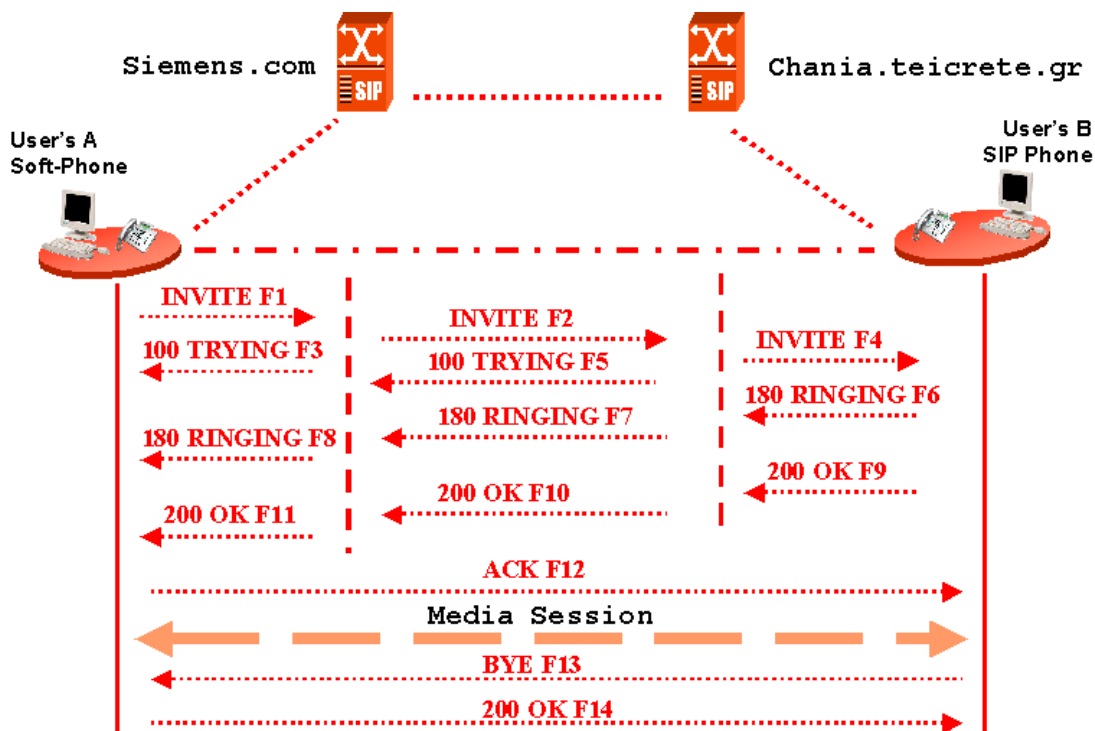 Siemens.com
SIP
SIP
Chania.teicrete.gr
User's A
Soft-Phone
User's B
SIP Phone
INVITE F1
INVITE F2
INVITE F4
100 TRYING F3
100 TRYING F5
180 RINGING F6
180 RINGING F7
180 RINGING F8
200 OK F9
200 OK F10
200 OK F11
ACK F12
Media Session
BYE F13
200 OK F14